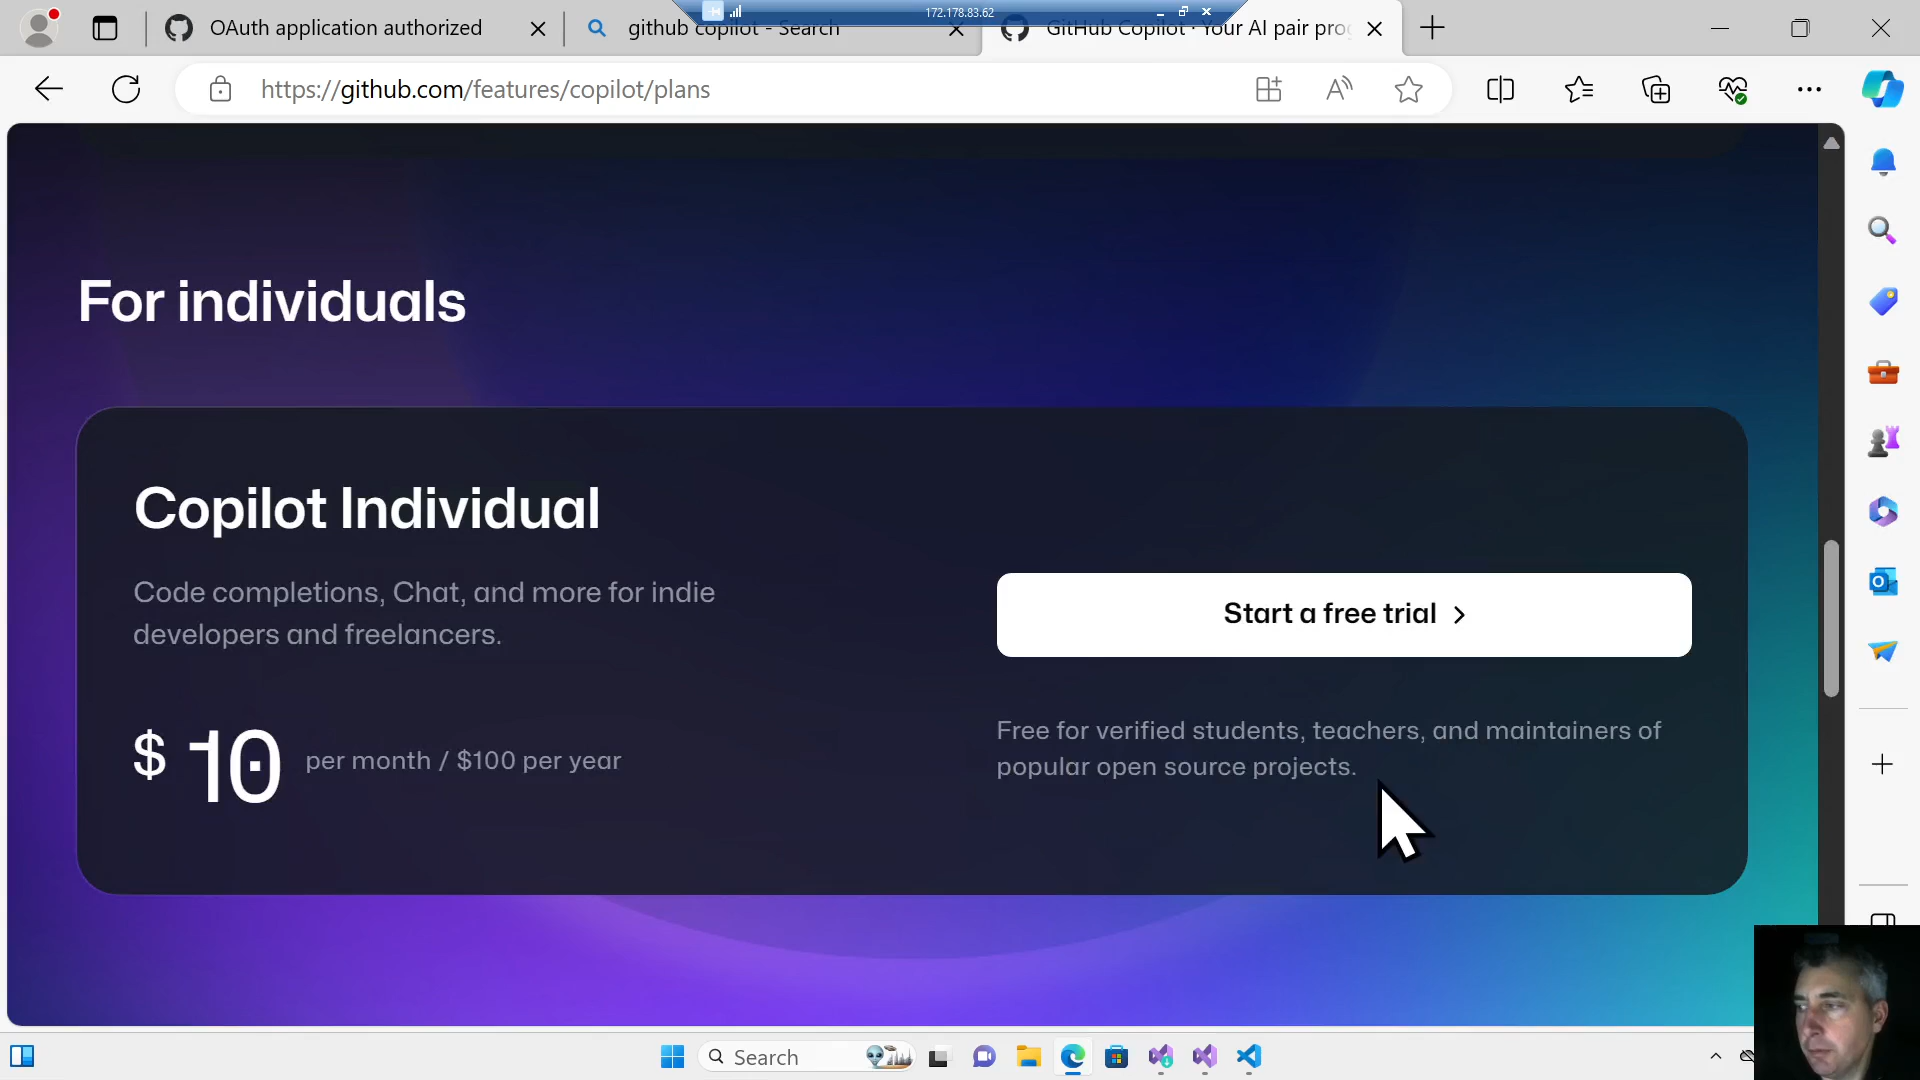 172.178.83.62
OAuth application authorized
github copilot - Search
GitHub Copilot · Your AI pair pro
https://github.com/features/copilot/plans
For individuals
Copilot Individual
Code completions, Chat, and more for indie
developers and freelancers.
Start a free trial
$10 per month / $100 per year
Free for verified students, teachers, and maintainers of
popular open source projects.
Search